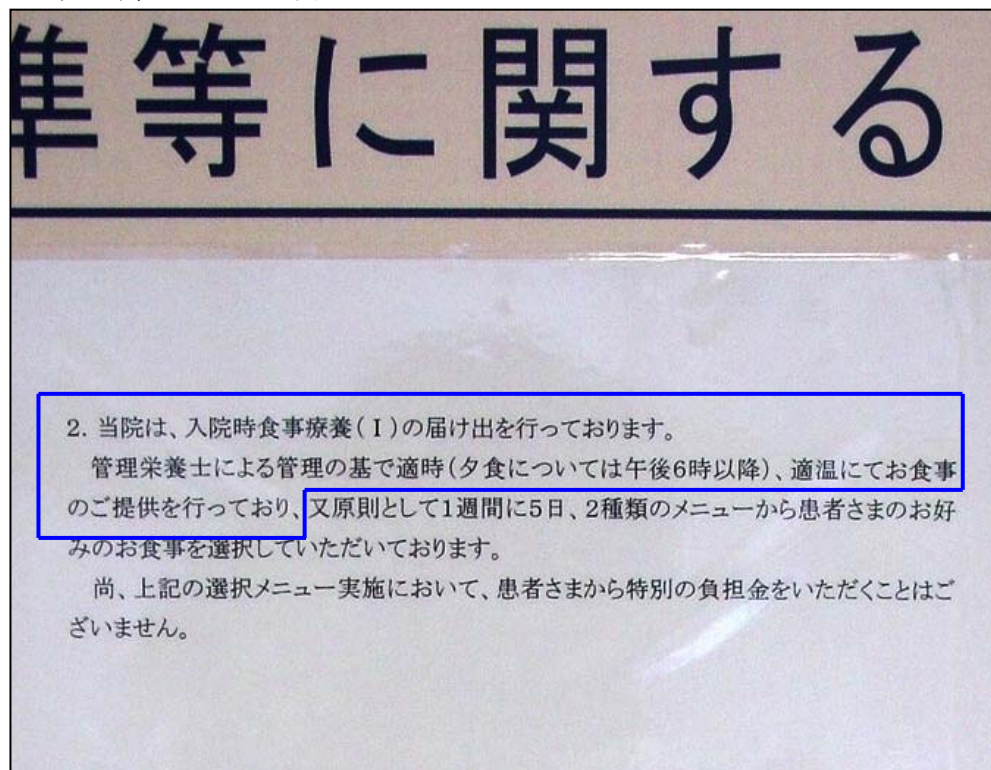 準等に関する
2. 当院は、入院時食事療養(Ⅰ)の届け出を行っております。
管理栄養士による管理の基で適時(夕食については午後6時以降)、適温にてお食事
のご提供を行っており、又原則として1週間に5日、2種類のメニューから患者さまのお好
みのお食事を選択していただいております。
尚、上記の選択メニュー実施において、患者さまから特別の負担金をいただくことはご
ざいません。